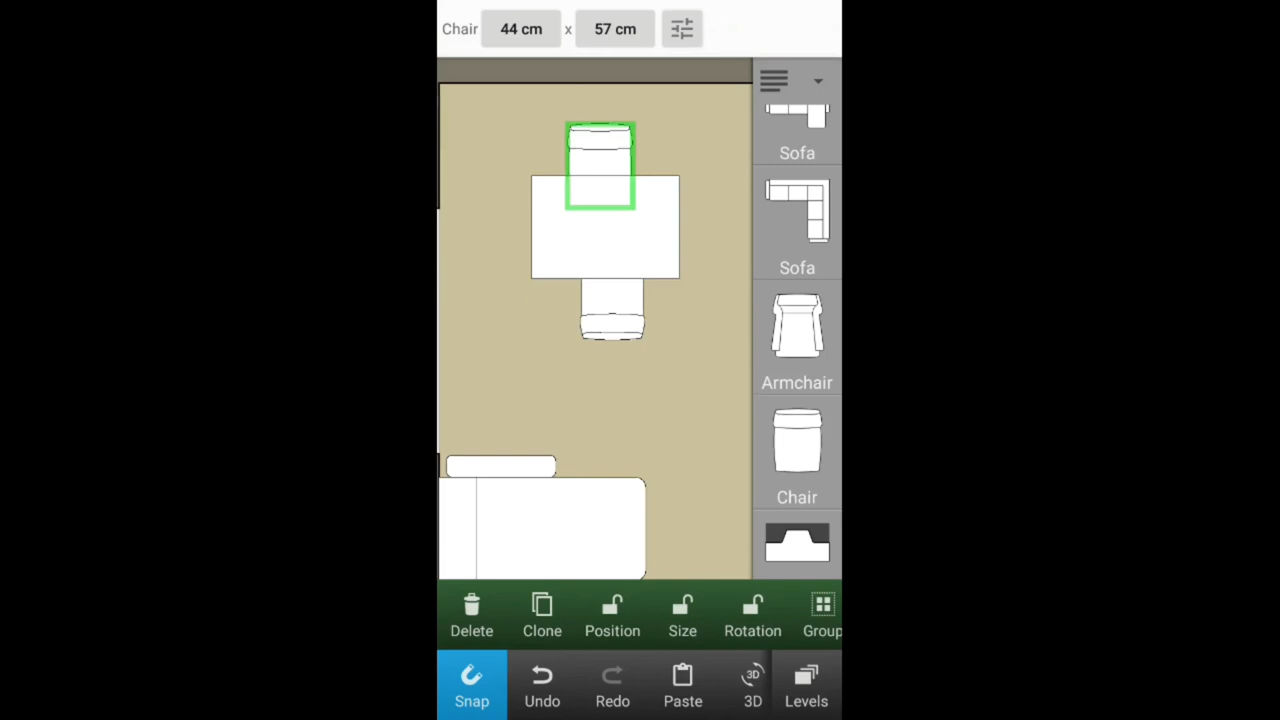 Chair 44 cm x 57 cm
Sofa
Sofa
Armchair
Chair
Delete Clone Position Size Rotation Group
Snap Undo Redo Paste 3D 3D Levels